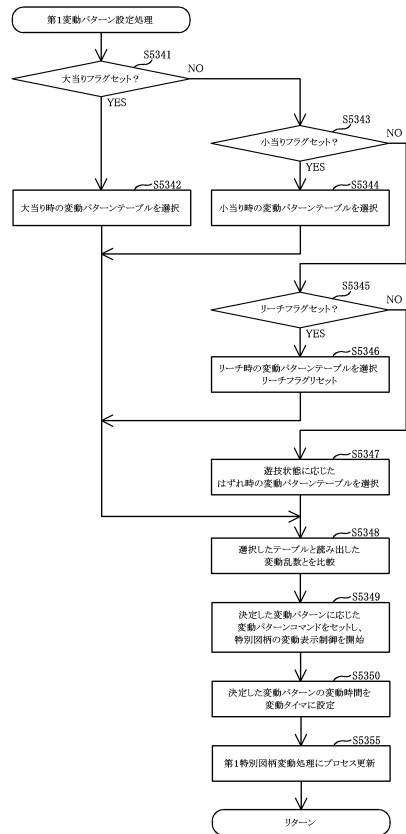 第1変動パターン設定処理
S5341
大当りフラグセット？
NO
YES
S5343
小当りフラグセット？
NO
YES
S5342
大当り時の変動パターンテーブルを選択
S5344
小当り時の変動パターンテーブルを選択
S5345
リーチフラグセット？
NO
YES
S5346
リーチ時の変動パターンテーブルを選択
リーチフラグリセット
S5347
遊技状態に応じた
はずれ時の変動パターンテーブルを選択
S5348
選択したテーブルと読み出した
変動乱数とを比較
S5349
決定した変動パターンに応じた
変動パターンコマンドをセットし、
特別図柄の変動表示制御を開始
S5350
決定した変動パターンの変動時間を
変動タイマに設定
S5355
第1特別図柄変動処理にプロセス更新
リターン